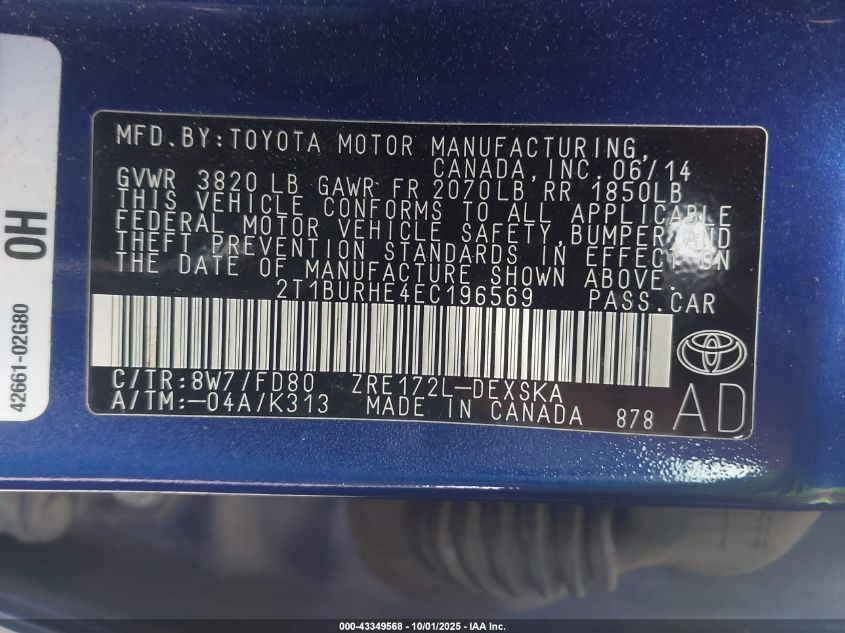 MFD.BY:TOYOTA MOTOR MANUFACTURING,
CANADA,INC. 06/14
GVWR 3820 LB GAWR FR 2070LB RR 1850LB
THIS VEHICLE CONFORMS TO ALL APPLICABLE
FEDERAL MOTOR VEHICLE SAFETY,BUMPER,AND
THEFT PREVENTION STANDARDS IN EFFECT ON
THE DATE OF MANUFACTURE SHOWN ABOVE.
2T1BURHE4EC196569 PASS.CAR
C/TR:8W7/FD80 ZRE172L-DEXSKA
A/TM:-04A/K313 MADE IN CANADA 878
AD
42661-02G80
OH
000-43349568 - 10/01/2025 - IAA Inc.